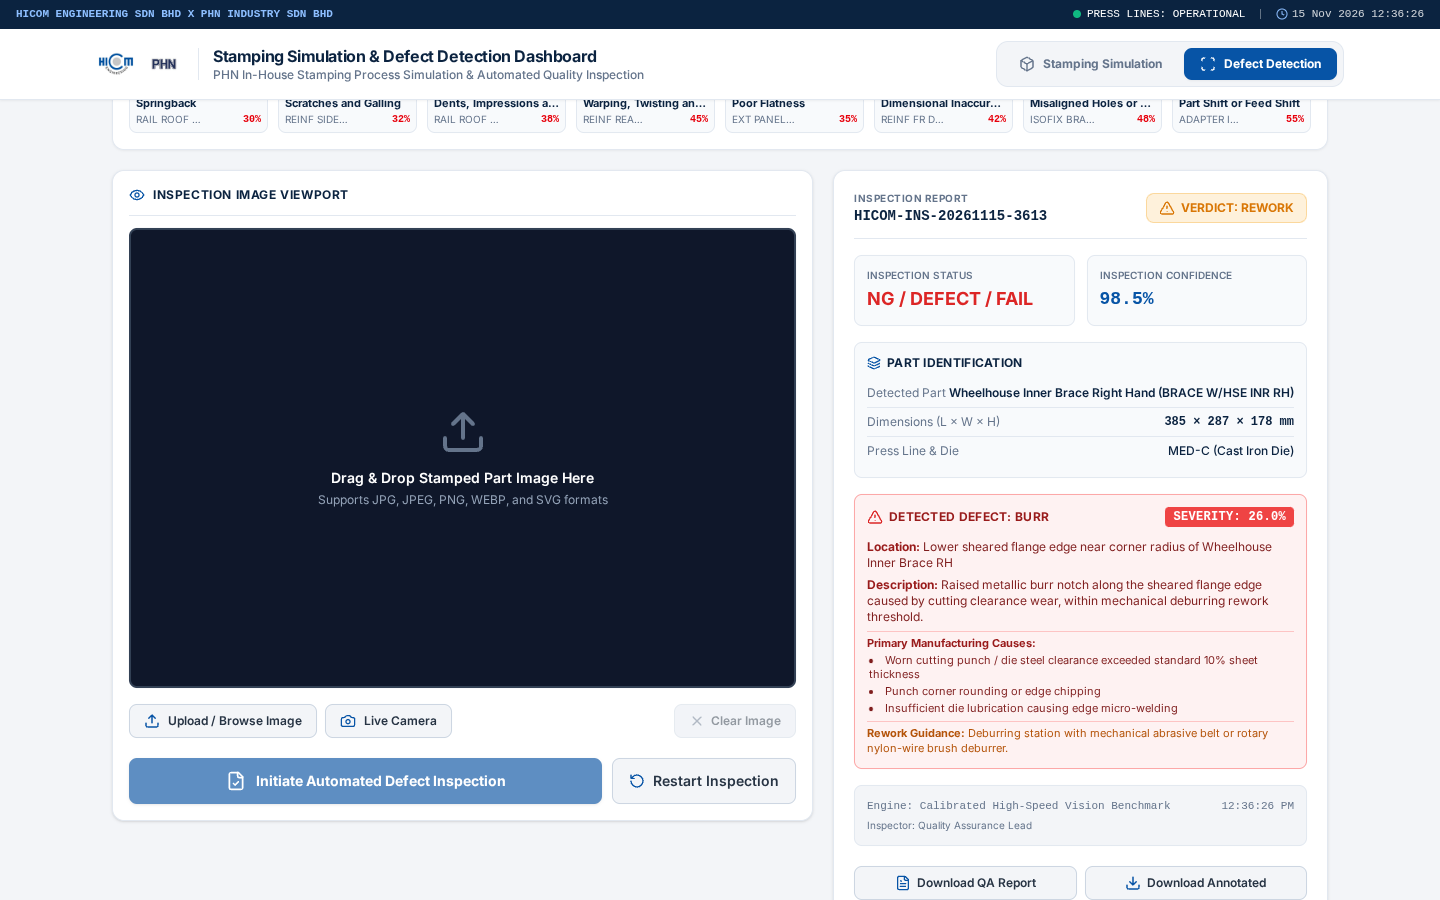 HICOM ENGINEERING SDN BHD X PHN INDUSTRY SDN BHD
PRESS LINES: OPERATIONAL | 15 Nov 2026 12:36:26
HICOM PHN
Stamping Simulation & Defect Detection Dashboard
PHN In-House Stamping Process Simulation & Automated Quality Inspection
Stamping Simulation
Defect Detection
Springback
RAIL ROOF ... 30%
Scratches and Galling
REINF SIDE... 32%
Dents, Impressions a...
RAIL ROOF ... 38%
Warping, Twisting an...
REINF REA... 45%
Poor Flatness
EXT PANEL... 35%
Dimensional Inaccur...
REINF FR D... 42%
Misaligned Holes or ...
ISOFIX BRA... 48%
Part Shift or Feed Shift
ADAPTER I... 55%
INSPECTION IMAGE VIEWPORT
Drag & Drop Stamped Part Image Here
Supports JPG, JPEG, PNG, WEBP, and SVG formats
Upload / Browse Image
Live Camera
Clear Image
Initiate Automated Defect Inspection
Restart Inspection
INSPECTION REPORT
HICOM-INS-20261115-3613
VERDICT: REWORK
INSPECTION STATUS
NG / DEFECT / FAIL
INSPECTION CONFIDENCE
98.5%
PART IDENTIFICATION
Detected Part Wheelhouse Inner Brace Right Hand (BRACE W/HSE INR RH)
Dimensions (L × W × H) 385 × 287 × 178 mm
Press Line & Die MED-C (Cast Iron Die)
DETECTED DEFECT: BURR
SEVERITY: 26.0%
Location: Lower sheared flange edge near corner radius of Wheelhouse
Inner Brace RH
Description: Raised metallic burr notch along the sheared flange edge
caused by cutting clearance wear, within mechanical deburring rework
threshold.
Primary Manufacturing Causes:
• Worn cutting punch / die steel clearance exceeded standard 10% sheet
thickness
• Punch corner rounding or edge chipping
• Insufficient die lubrication causing edge micro-welding
Rework Guidance: Deburring station with mechanical abrasive belt or rotary
nylon-wire brush deburrer.
Engine: Calibrated High-Speed Vision Benchmark 12:36:26 PM
Inspector: Quality Assurance Lead
Download QA Report
Download Annotated